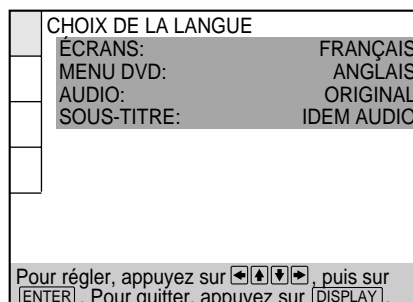 CHOIX DE LA LANGUE
ÉCRANS: FRANÇAIS
MENU DVD: ANGLAIS
AUDIO: ORIGINAL
SOUS-TITRE: IDEM AUDIO
Pour régler, appuyez sur ←↑↓→, puis sur
ENTER. Pour quitter, appuyez sur DISPLAY.